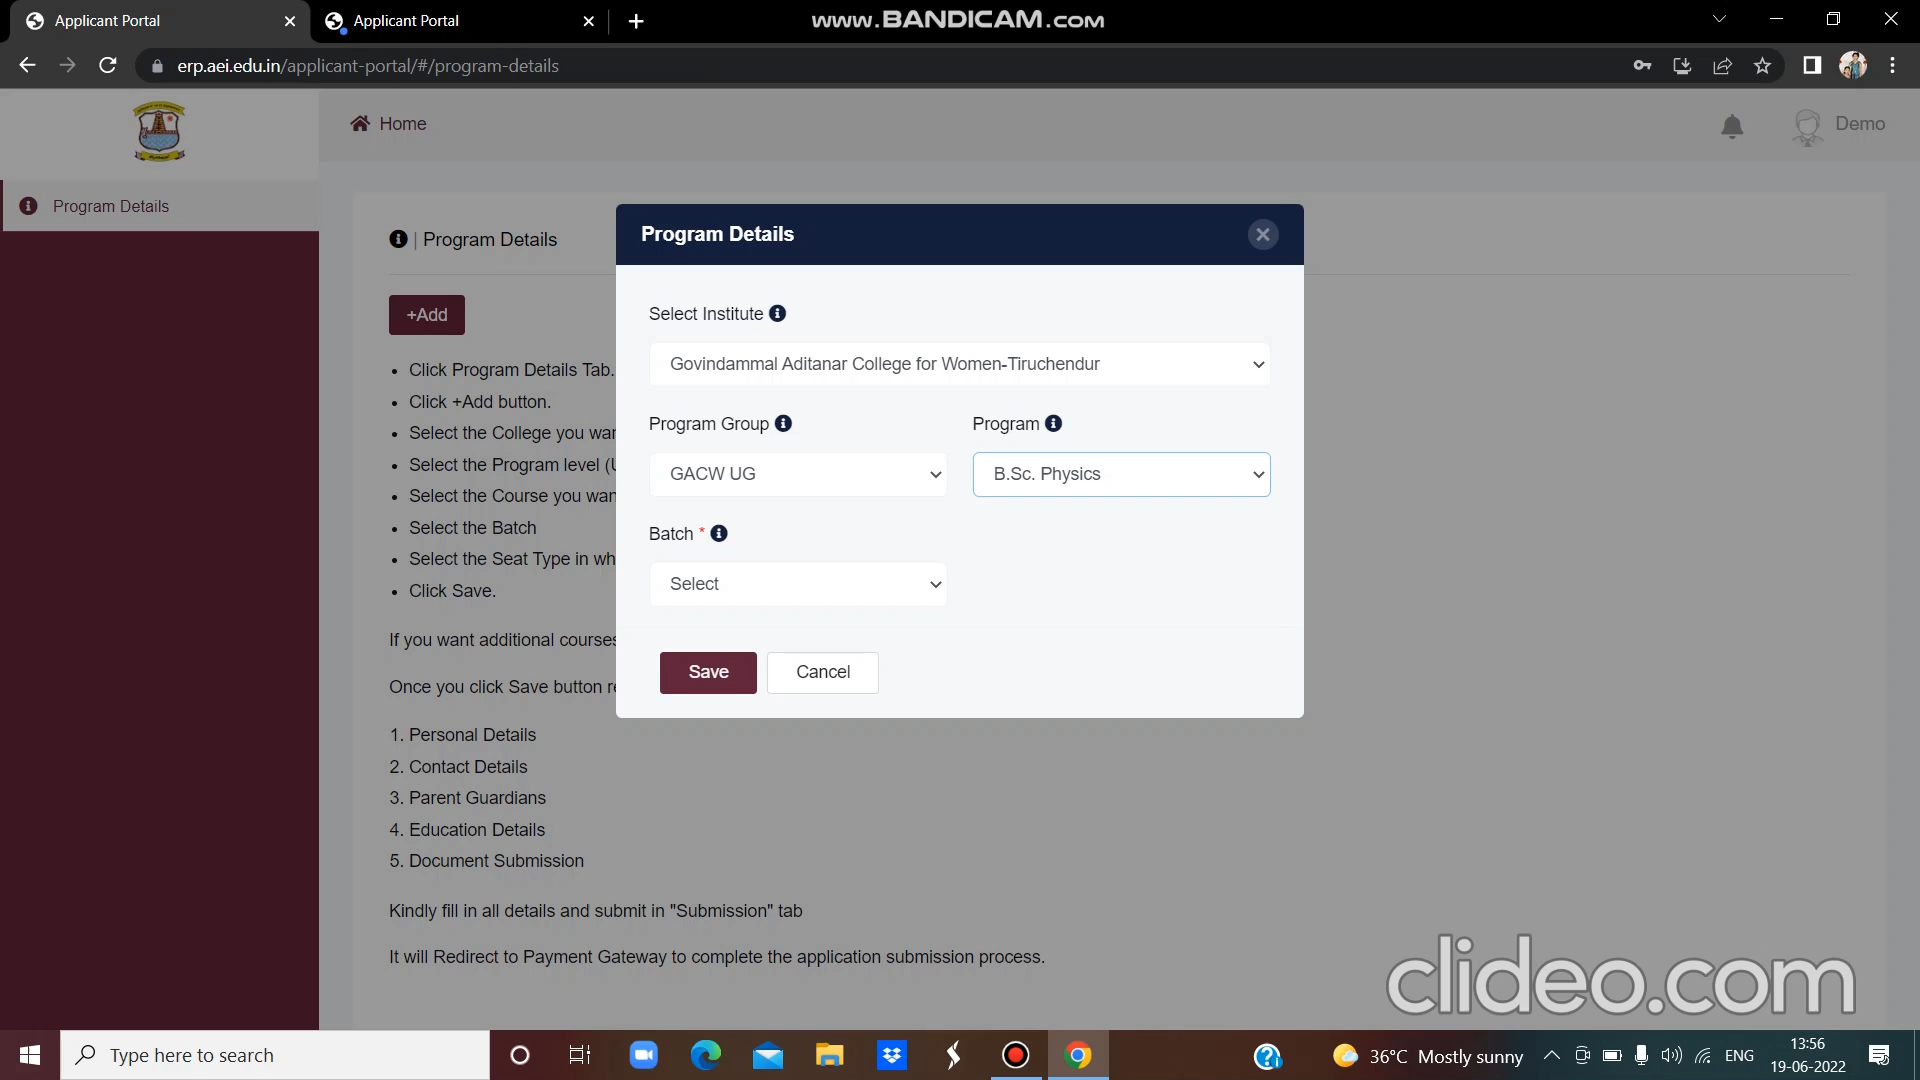 Applicant Portal
Applicant Portal
www.BANDICAM.com
erp.aei.edu.in/applicant-portal/#/program-details
Home
Demo
Program Details
| Program Details
+Add
Click Program Details Tab.
Click +Add button.
Select the College you wan
Select the Program level (U
Select the Course you wan
Select the Batch
Select the Seat Type in wh
Click Save.
If you want additional courses
Once you click Save button re
1. Personal Details
2. Contact Details
3. Parent Guardians
4. Education Details
5. Document Submission
Kindly fill in all details and submit in "Submission" tab
It will Redirect to Payment Gateway to complete the application submission process.
Program Details
Select Institute
Govindammal Aditanar College for Women-Tiruchendur
Program Group
Program
GACW UG
B.Sc. Physics
Batch *
Select
Save
Cancel
clideo.com
Type here to search
36°C Mostly sunny
ENG
13:56
19-06-2022